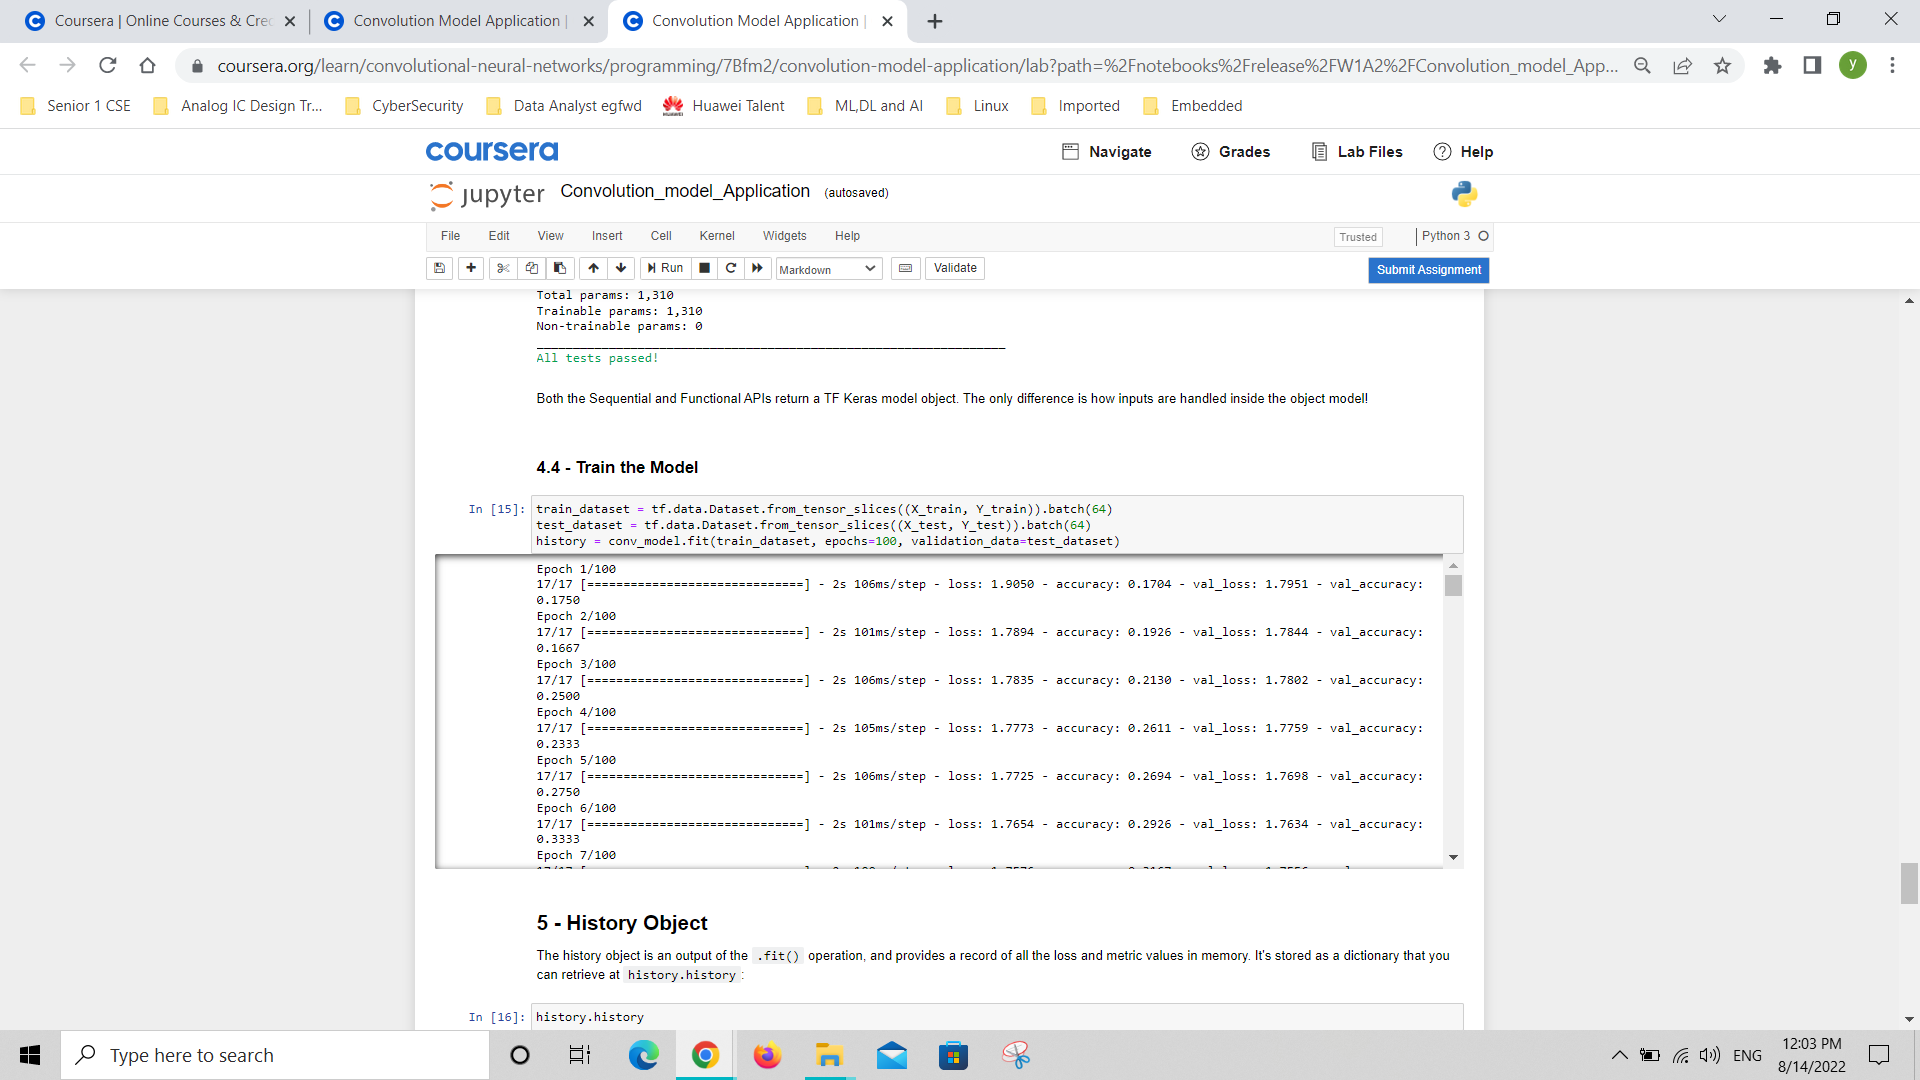 Coursera | Online Courses & Cre
Convolution Model Application |
Convolution Model Application |
coursera.org/learn/convolutional-neural-networks/programming/7Bfm2/convolution-model-application/lab?path=%2Fnotebooks%2Frelease%2FW1A2%2FConvolution_model_App...
y
Senior 1 CSE
Analog IC Design Tr...
CyberSecurity
Data Analyst egfwd
Huawei Talent
ML,DL and AI
Linux
Imported
Embedded
coursera
Navigate
Grades
Lab Files
Help
jupyter
Convolution_model_Application
(autosaved)
File
Edit
View
Insert
Cell
Kernel
Widgets
Help
Trusted
Python 3
Run
Markdown
Validate
Submit Assignment
Total params: 1,310
Trainable params: 1,310
Non-trainable params: 0
_________________________________________________________________
All tests passed!
Both the Sequential and Functional APIs return a TF Keras model object. The only difference is how inputs are handled inside the object model!
4.4 - Train the Model
In [15]:
train_dataset = tf.data.Dataset.from_tensor_slices((X_train, Y_train)).batch(64)
test_dataset = tf.data.Dataset.from_tensor_slices((X_test, Y_test)).batch(64)
history = conv_model.fit(train_dataset, epochs=100, validation_data=test_dataset)
Epoch 1/100
17/17 [==============================] - 2s 106ms/step - loss: 1.9050 - accuracy: 0.1704 - val_loss: 1.7951 - val_accuracy:
0.1750
Epoch 2/100
17/17 [==============================] - 2s 101ms/step - loss: 1.7894 - accuracy: 0.1926 - val_loss: 1.7844 - val_accuracy:
0.1667
Epoch 3/100
17/17 [==============================] - 2s 106ms/step - loss: 1.7835 - accuracy: 0.2130 - val_loss: 1.7802 - val_accuracy:
0.2500
Epoch 4/100
17/17 [==============================] - 2s 105ms/step - loss: 1.7773 - accuracy: 0.2611 - val_loss: 1.7759 - val_accuracy:
0.2333
Epoch 5/100
17/17 [==============================] - 2s 106ms/step - loss: 1.7725 - accuracy: 0.2694 - val_loss: 1.7698 - val_accuracy:
0.2750
Epoch 6/100
17/17 [==============================] - 2s 101ms/step - loss: 1.7654 - accuracy: 0.2926 - val_loss: 1.7634 - val_accuracy:
0.3333
Epoch 7/100
5 - History Object
The history object is an output of the .fit() operation, and provides a record of all the loss and metric values in memory. It's stored as a dictionary that you
can retrieve at history.history :
In [16]:
history.history
Type here to search
ENG
12:03 PM
8/14/2022